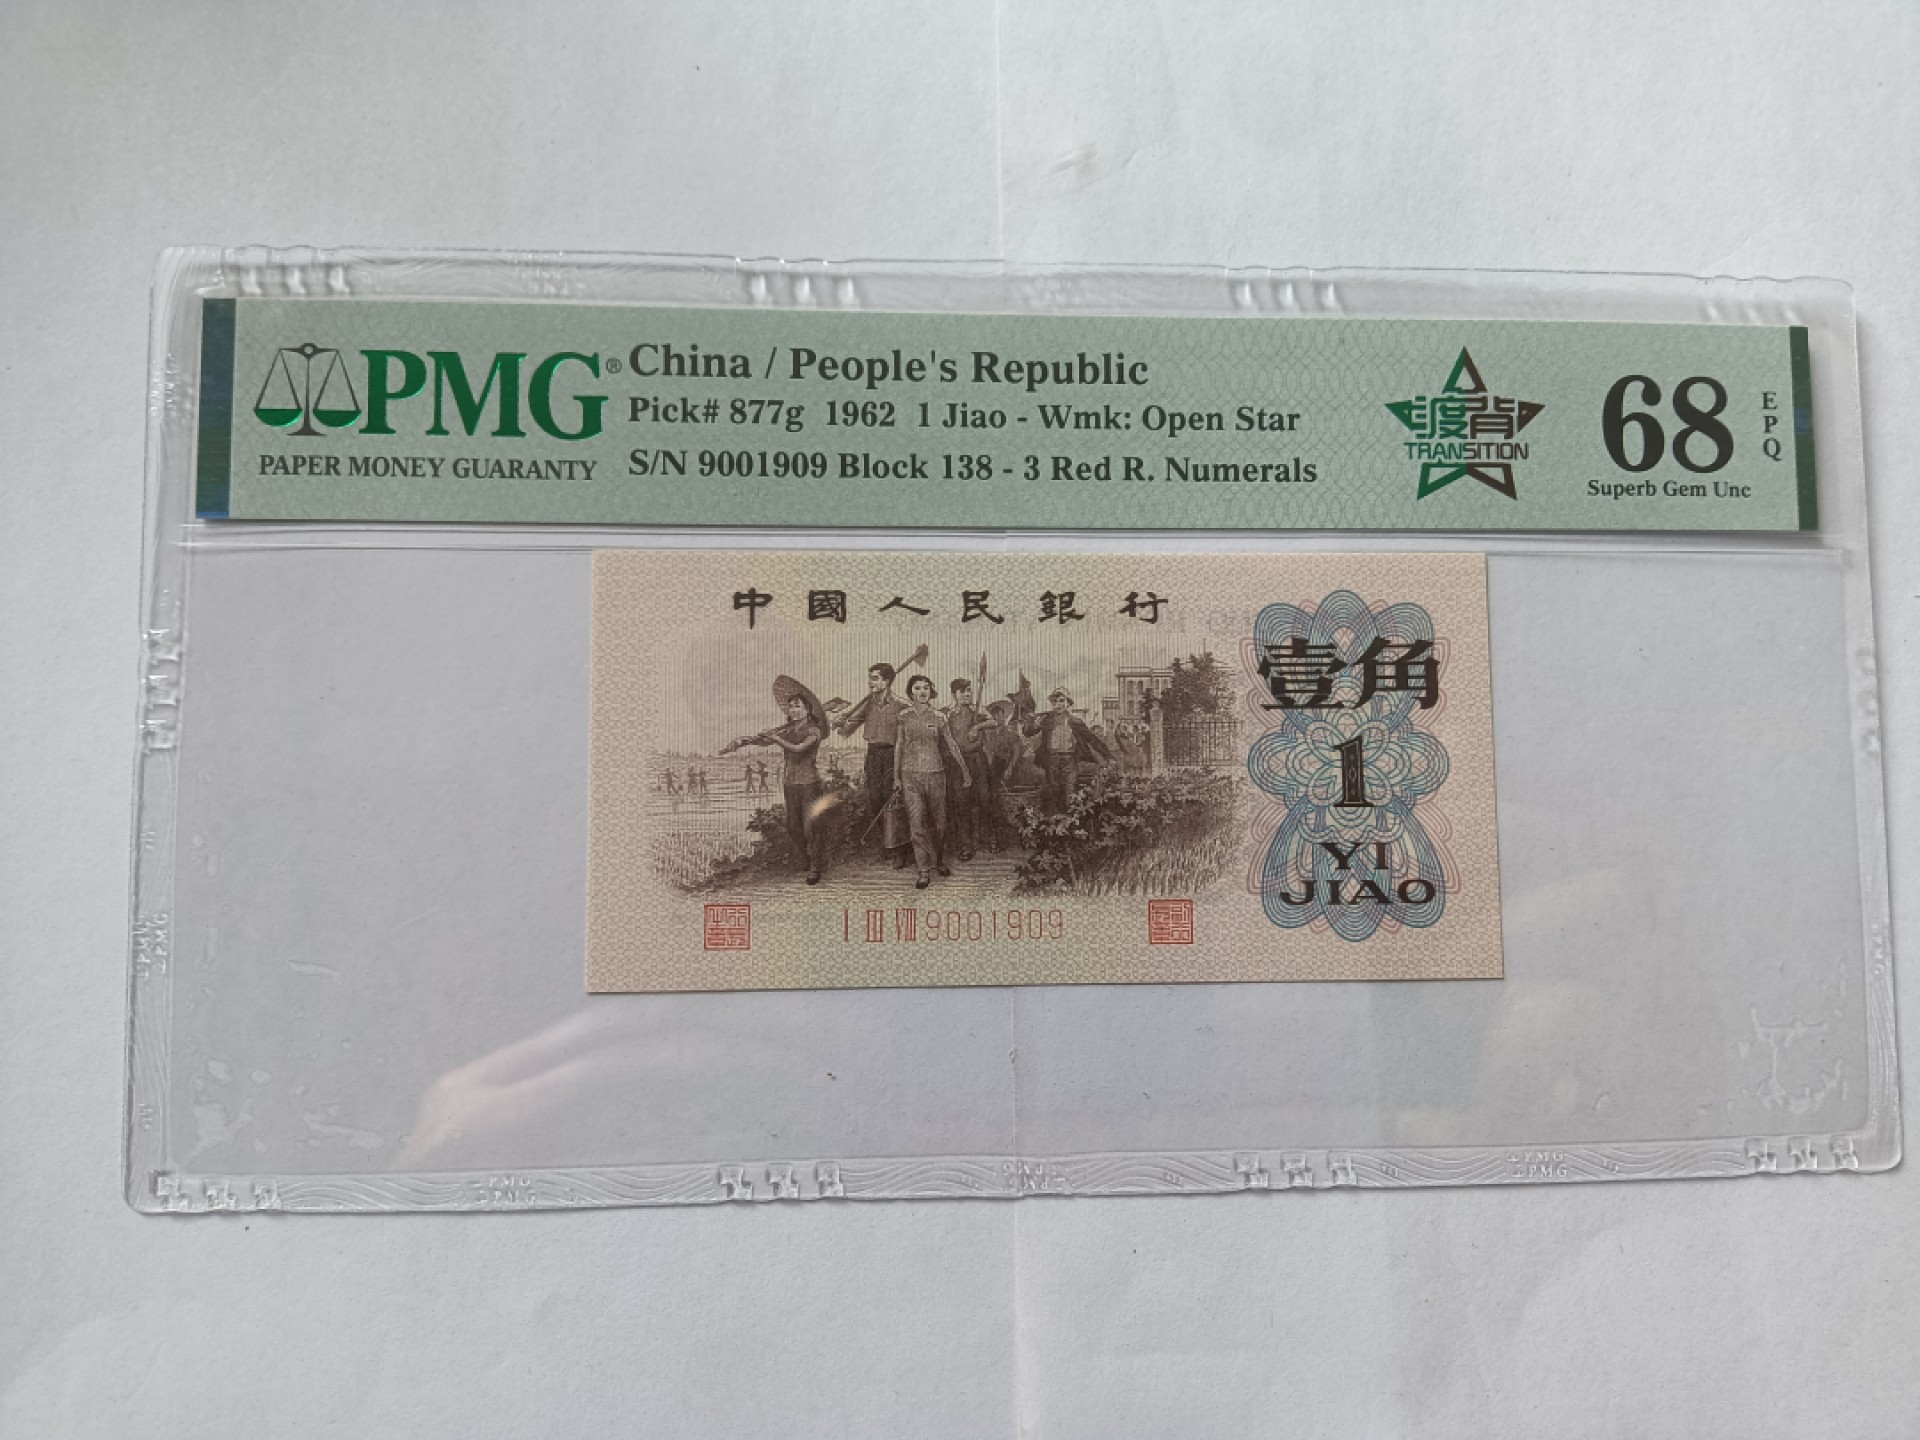 PMG®
PAPER MONEY GUARANTY
China / People's Republic
Pick# 877g 1962 1 Jiao - Wmk: Open Star
S/N 9001909 Block 138 - 3 Red R. Numerals
渡背
TRANSITION
68
EPQ
Superb Gem Unc
中國人民銀行
壹角
1
YI
JIAO
I III VIII 9001909